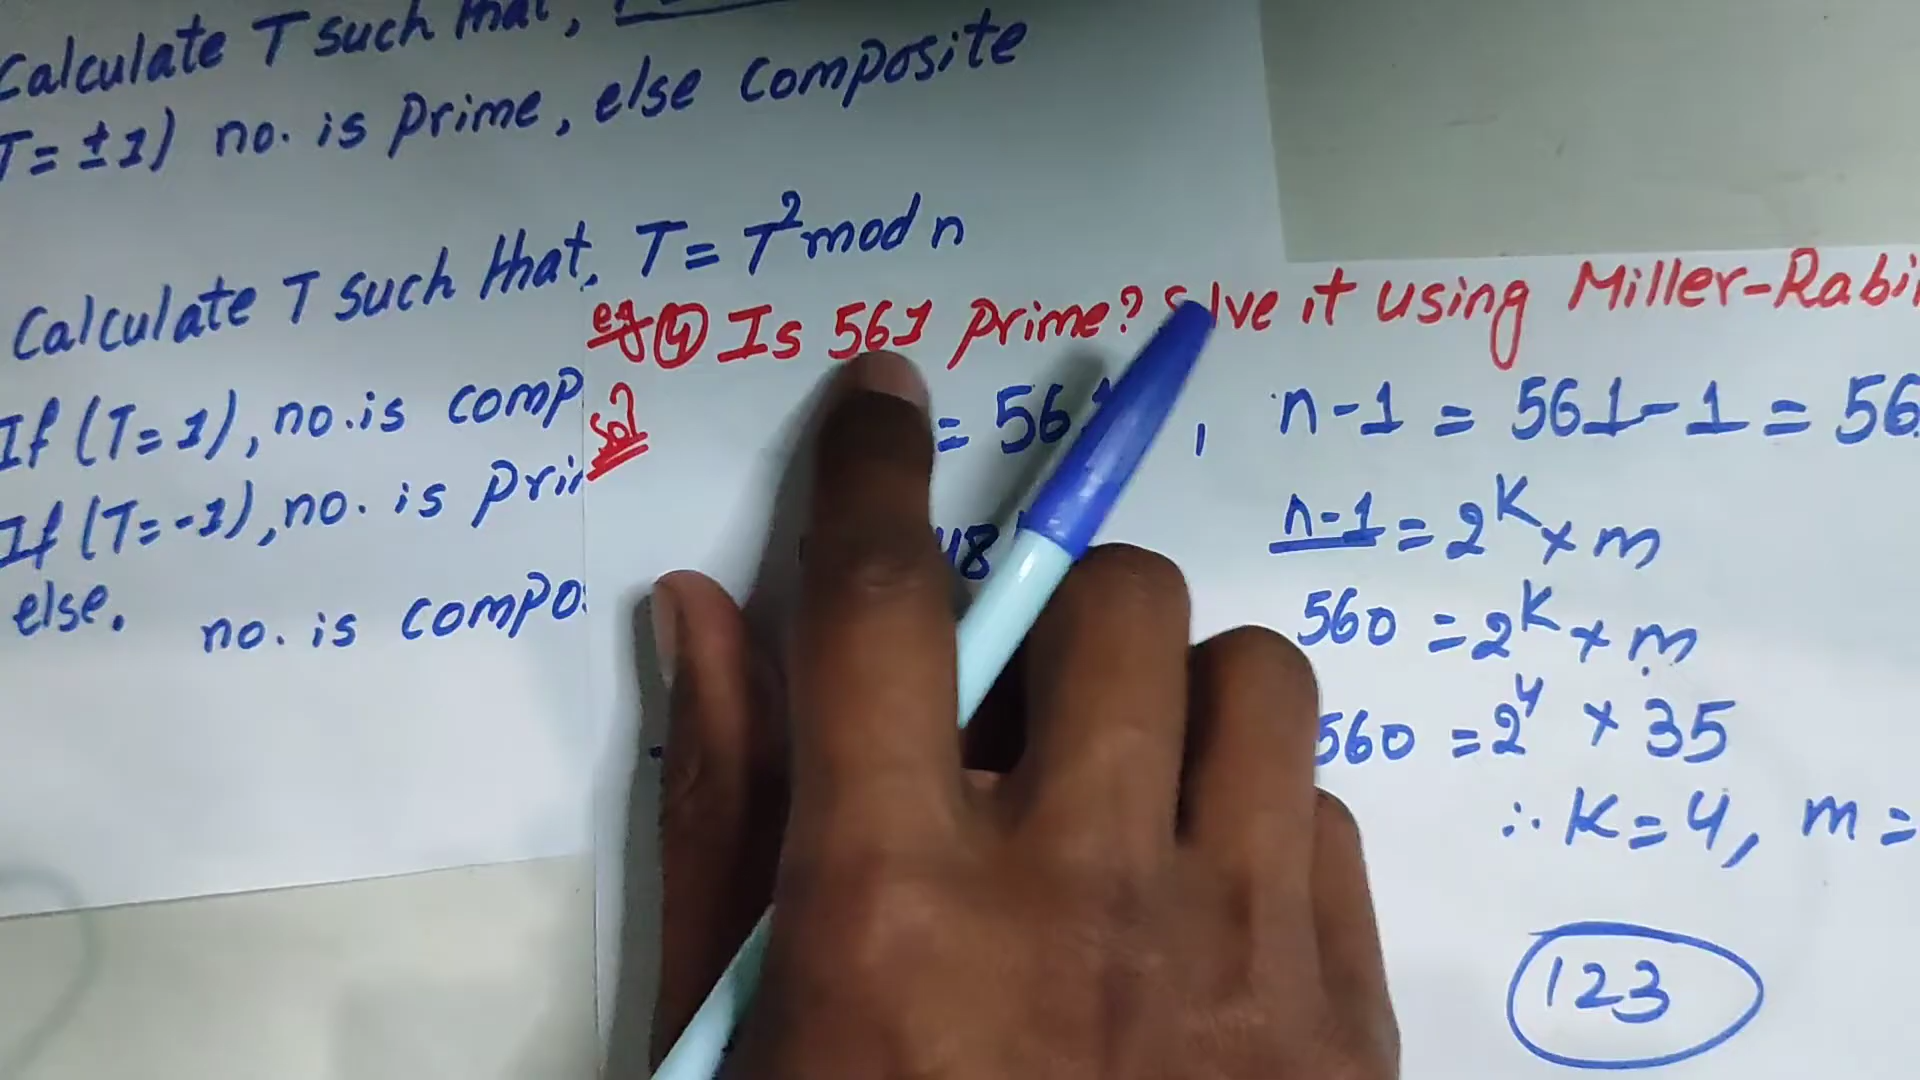 Calculate T such that,
T = ±1) no. is prime, else composite
Calculate T such that, T = T² mod n
If (T = 1), no. is comp
If (T = -1), no. is pri
else. no. is compo
eg ④ Is 561 prime? Solve it using Miller-Rabi
Sol
= 561, n-1 = 561-1 = 56
n-1 = 2^K × m
48
560 = 2^K × m
560 = 2^4 × 35
∴ K = 4, m =
123